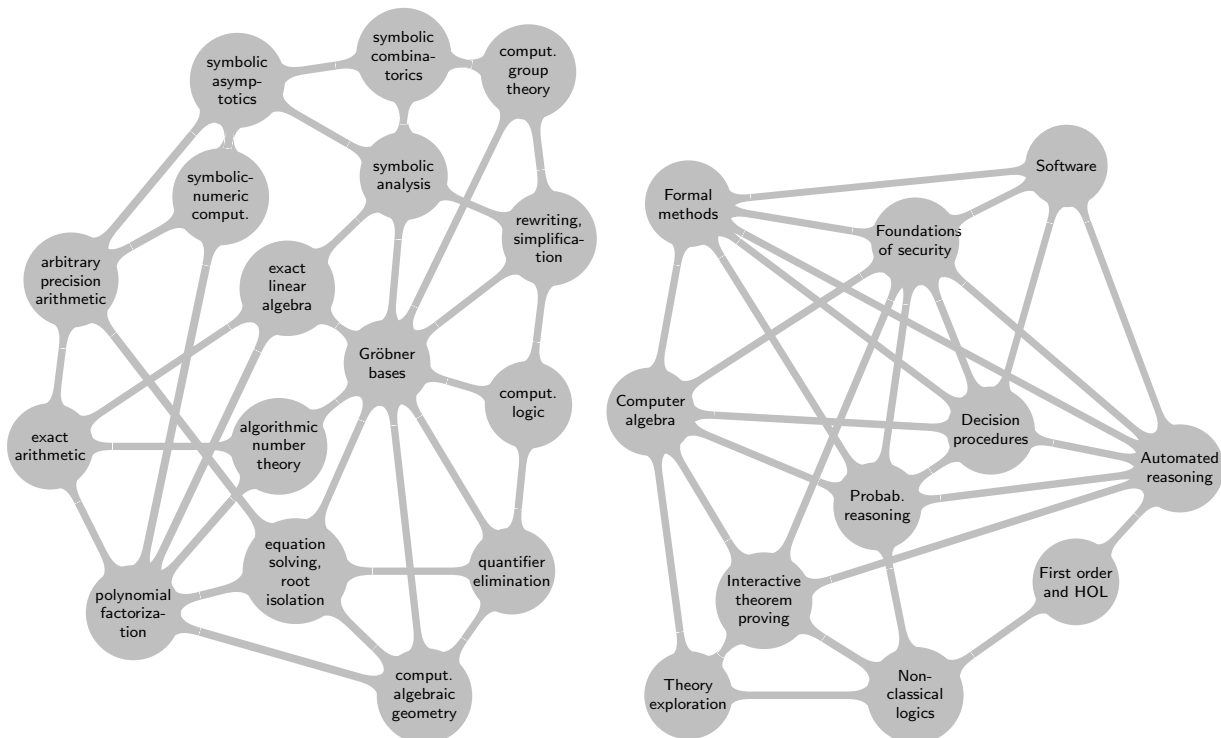 symbolic
asymp-
totics
symbolic
combina-
torics
comput.
group
theory
symbolic-
numeric
comput.
symbolic
analysis
rewriting,
simplifica-
tion
arbitrary
precision
arithmetic
exact
linear
algebra
Gröbner
bases
comput.
logic
exact
arithmetic
algorithmic
number
theory
equation
solving,
root
isolation
quantifier
elimination
polynomial
factoriza-
tion
comput.
algebraic
geometry
Formal
methods
Software
Foundations
of security
Computer
algebra
Decision
procedures
Automated
reasoning
Probab.
reasoning
Interactive
theorem
proving
First order
and HOL
Theory
exploration
Non-
classical
logics